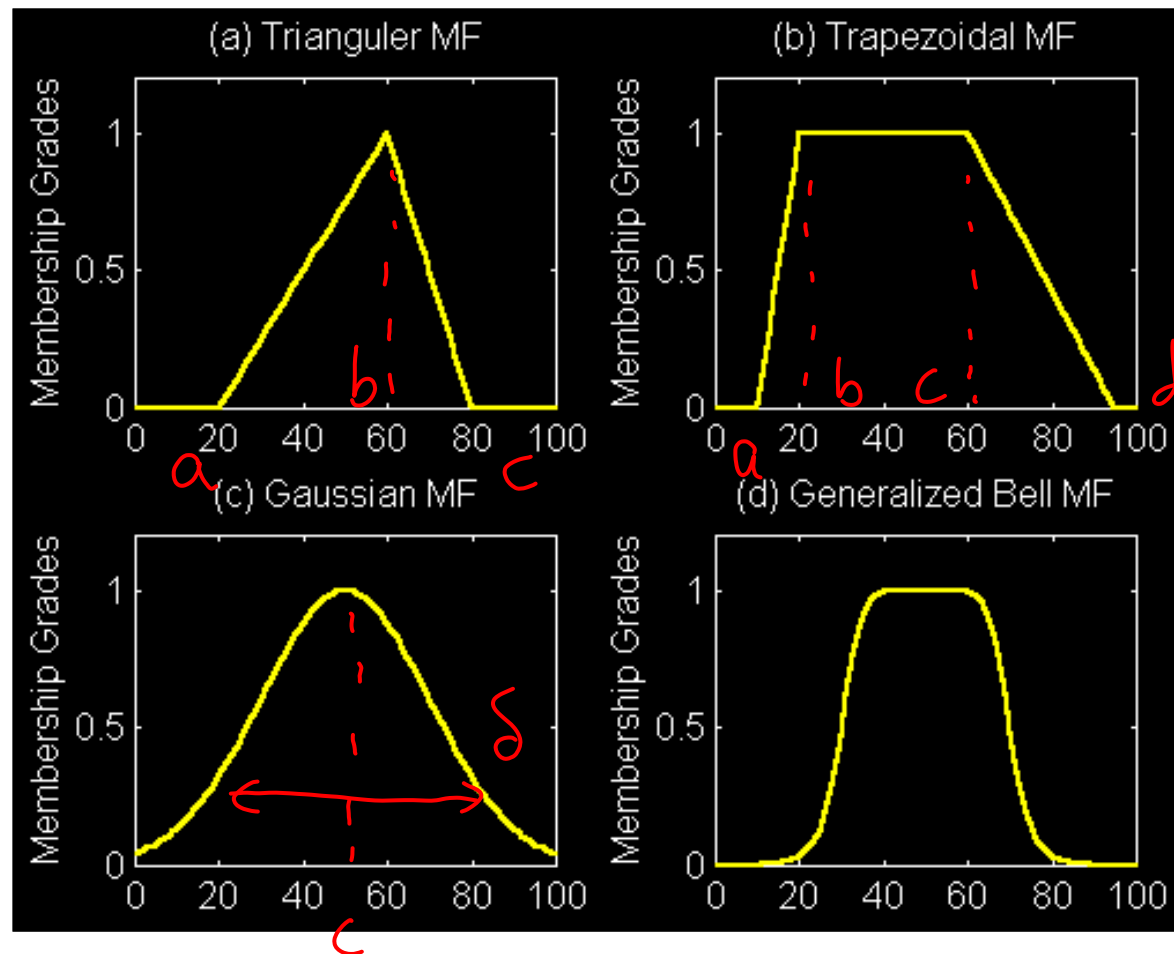 (a) Trianguler MF
Membership Grades
1
0.5
0
0 20 40 60 80 100
b
a
c
(b) Trapezoidal MF
Membership Grades
1
0.5
0
0 20 40 60 80 100
b c d
a
(c) Gaussian MF
Membership Grades
1
0.5
0
0 20 40 60 80 100
δ
c
(d) Generalized Bell MF
Membership Grades
1
0.5
0
0 20 40 60 80 100